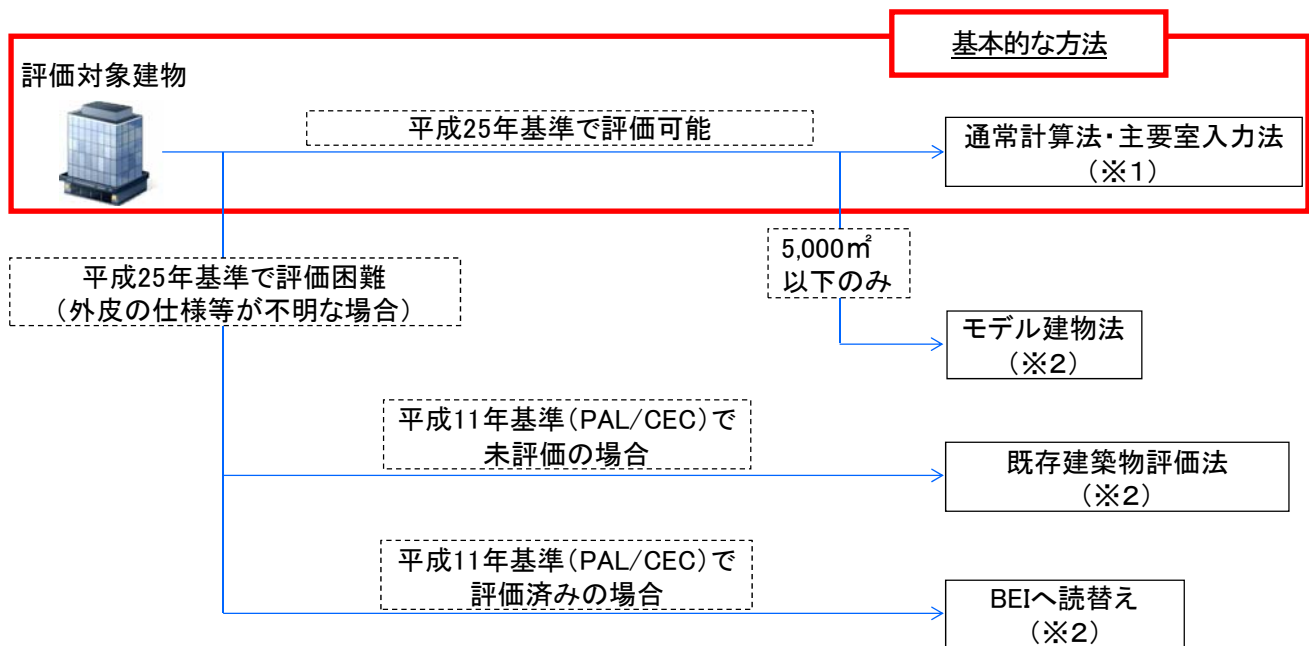 基本的な方法
評価対象建物
平成25年基準で評価可能
通常計算法・主要室入力法
（※1）
平成25年基準で評価困難
（外皮の仕様等が不明な場合）
5,000㎡
以下のみ
モデル建物法
（※2）
平成11年基準（PAL/CEC）で
未評価の場合
既存建築物評価法
（※2）
平成11年基準（PAL/CEC）で
評価済みの場合
BEIへ読替え
（※2）